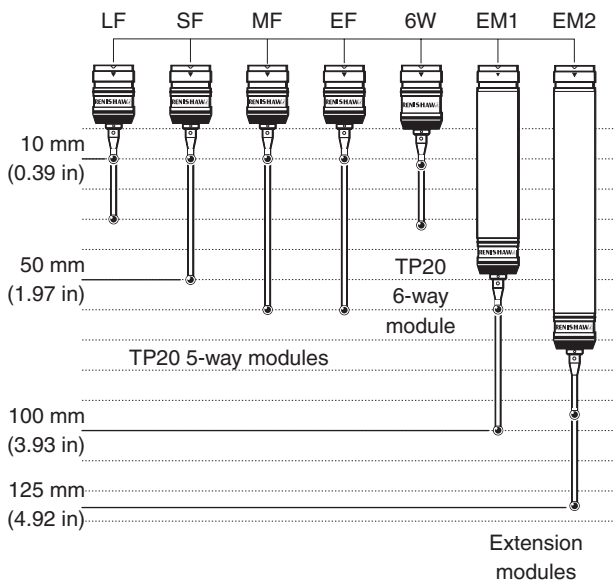 LF SF MF EF 6W EM1 EM2
RENISHAW RENISHAW RENISHAW RENISHAW RENISHAW
10 mm
(0.39 in)
50 mm
(1.97 in)
RENISHAW
TP20
6-way
module
RENISHAW
TP20 5-way modules
100 mm
(3.93 in)
125 mm
(4.92 in)
Extension
modules